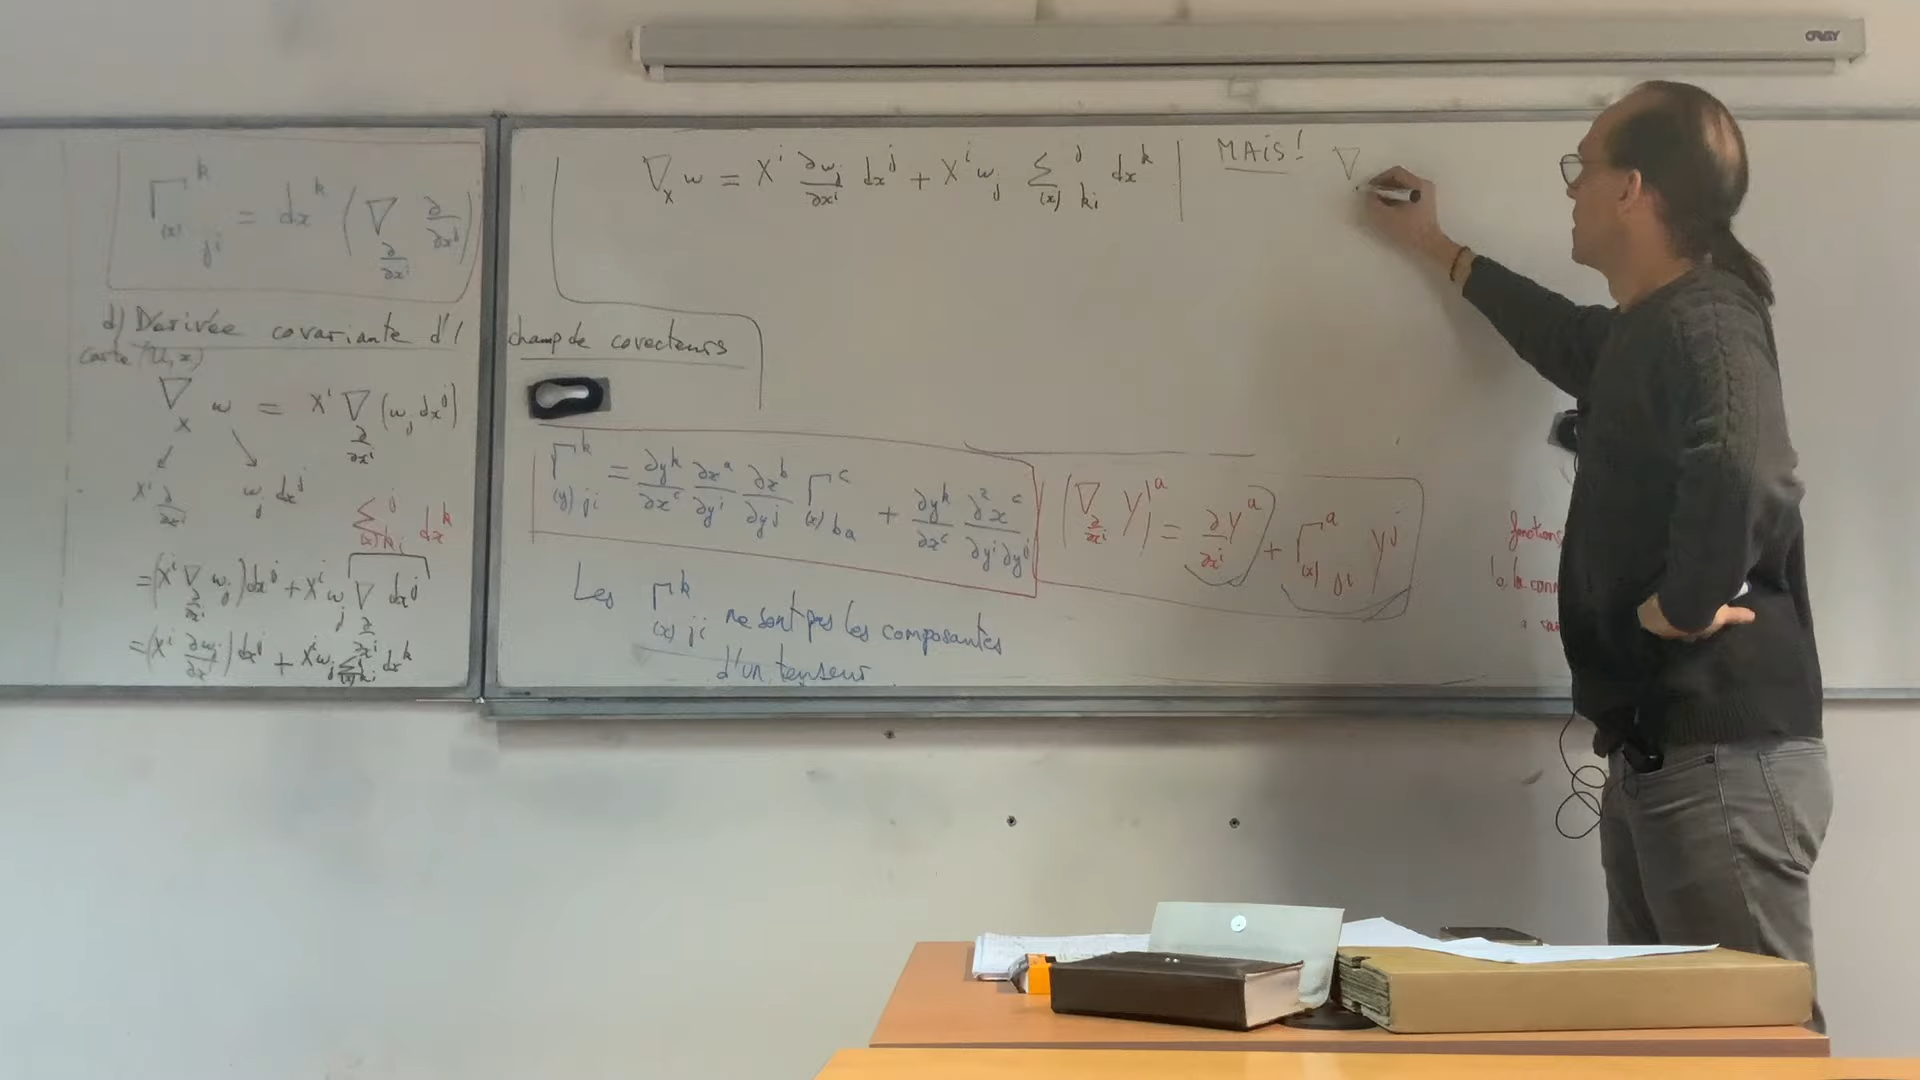 ORAY
Γ^k_{(x) ji} = dx^k (∇_{∂/∂x^i} ∂/∂x^j)
d) Dérivée covariante d'1 champ de covecteurs
carte (U, x)
∇_X ω = X^i ∇_{∂/∂x^i} (ω_j dx^j)
X^i ∂/∂x^i ω_j dx^j
Σ^j_{(x) ki} dx^k
= (X^i ∇_{∂/∂x^i} ω_j) dx^j + X^i ω_j ∇_{∂/∂x^i} dx^j
= (X^i ∂ω_j/∂x^i) dx^j + X^i ω_j Σ^j_{(x) ki} dx^k
∇_X ω = X^i ∂ω_j/∂x^i dx^j + X^i ω_j Σ^j_{(x) ki} dx^k | MAIS ! ∇
Γ^k_{(y) ji} = ∂y^k/∂x^c ∂x^a/∂y^i ∂x^b/∂y^j Γ^c_{(x) ba} + ∂y^k/∂x^c ∂²x^c/∂y^i∂y^j
(∇_{∂/∂x^i} Y)^a = ∂Y^a/∂x^i + Γ^a_{(x) ji} Y^j
Les Γ^k_{(x) ji} ne sont pas les composantes
d'un tenseur
fonctions